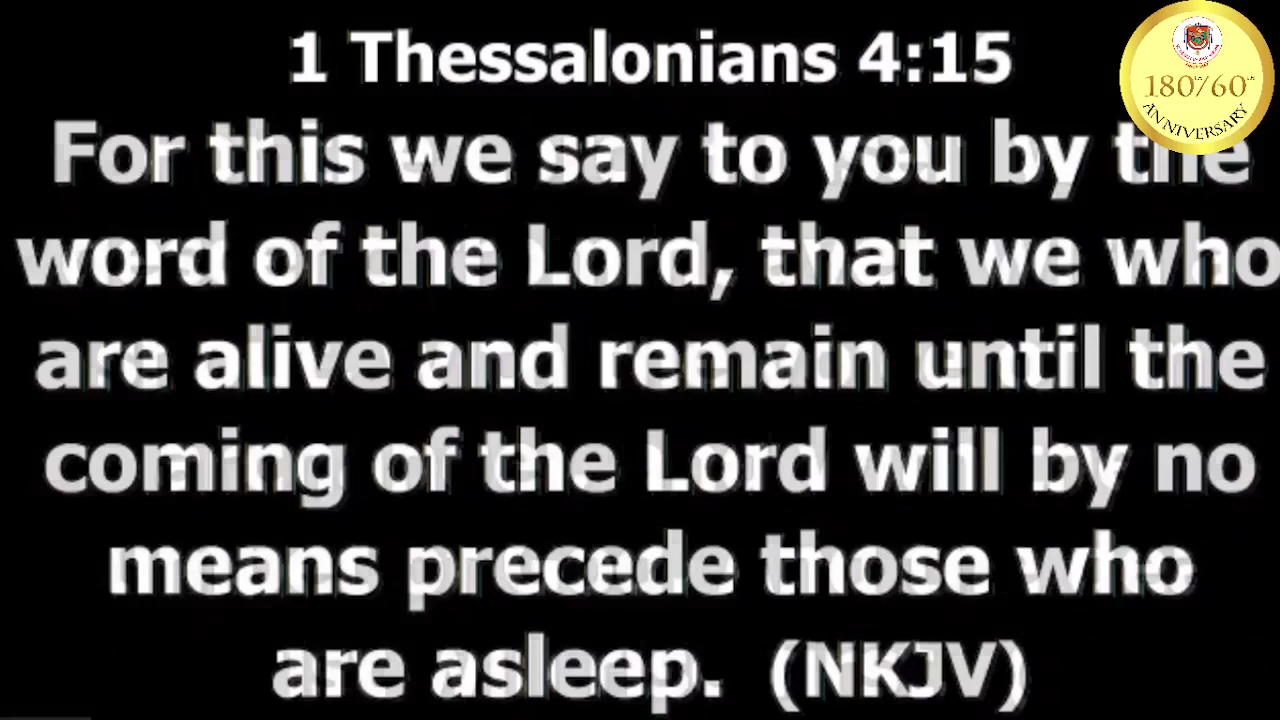 1 Thessalonians 4:15
For this we say to you by the
word of the Lord, that we who
are alive and remain until the
coming of the Lord will by no
means precede those who
are asleep. (NKJV)
180th/60th
ANNIVERSARY